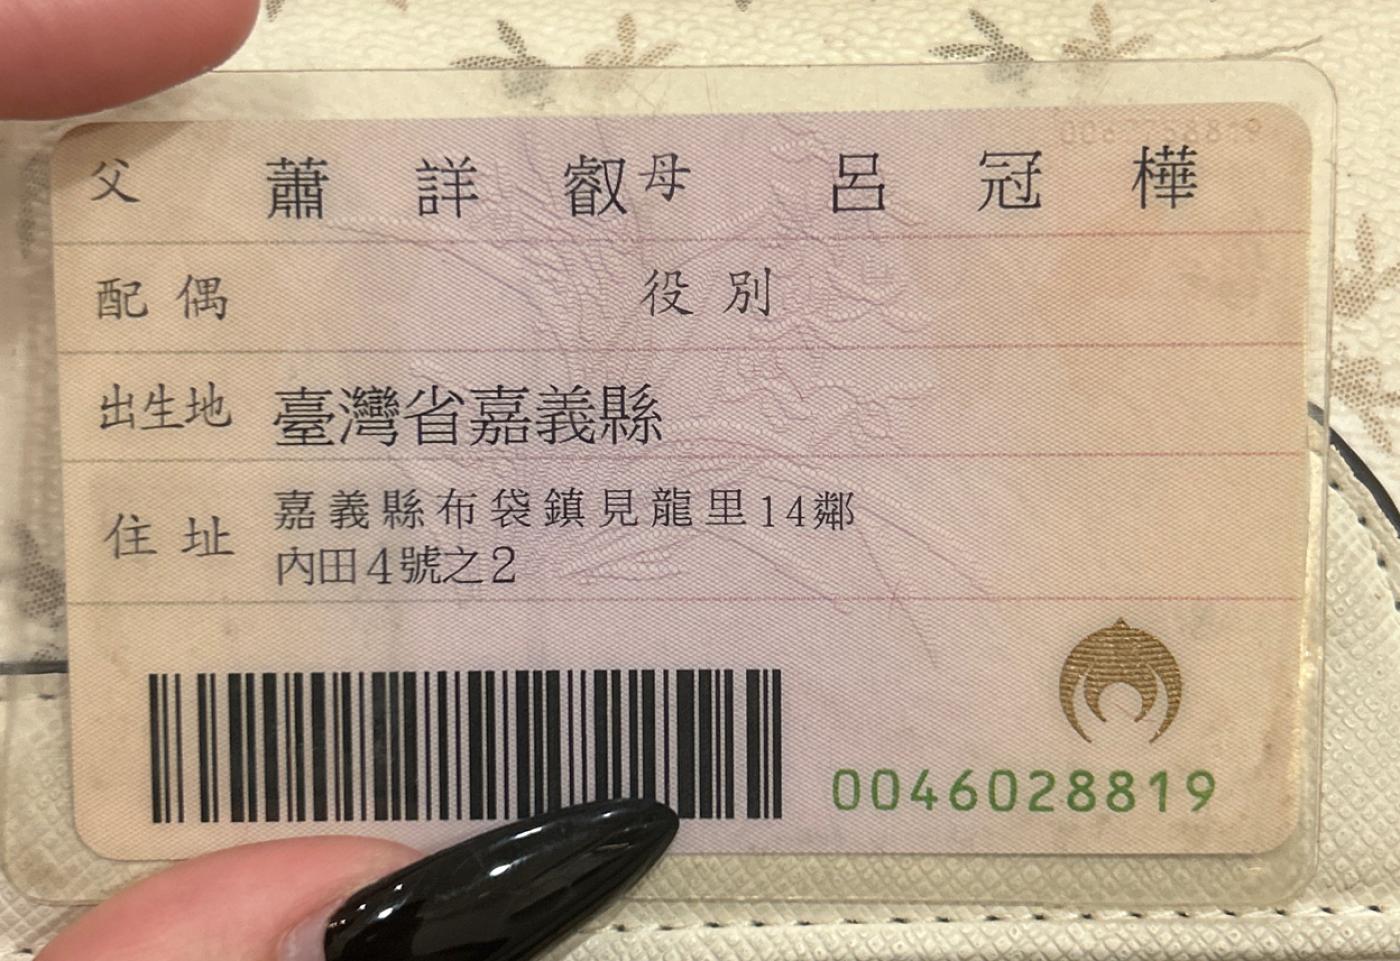 父 蕭詳叡 母 呂冠樺
配偶 役別
出生地 臺灣省嘉義縣
住址 嘉義縣布袋鎮見龍里14鄰
內田4號之2
0046028819